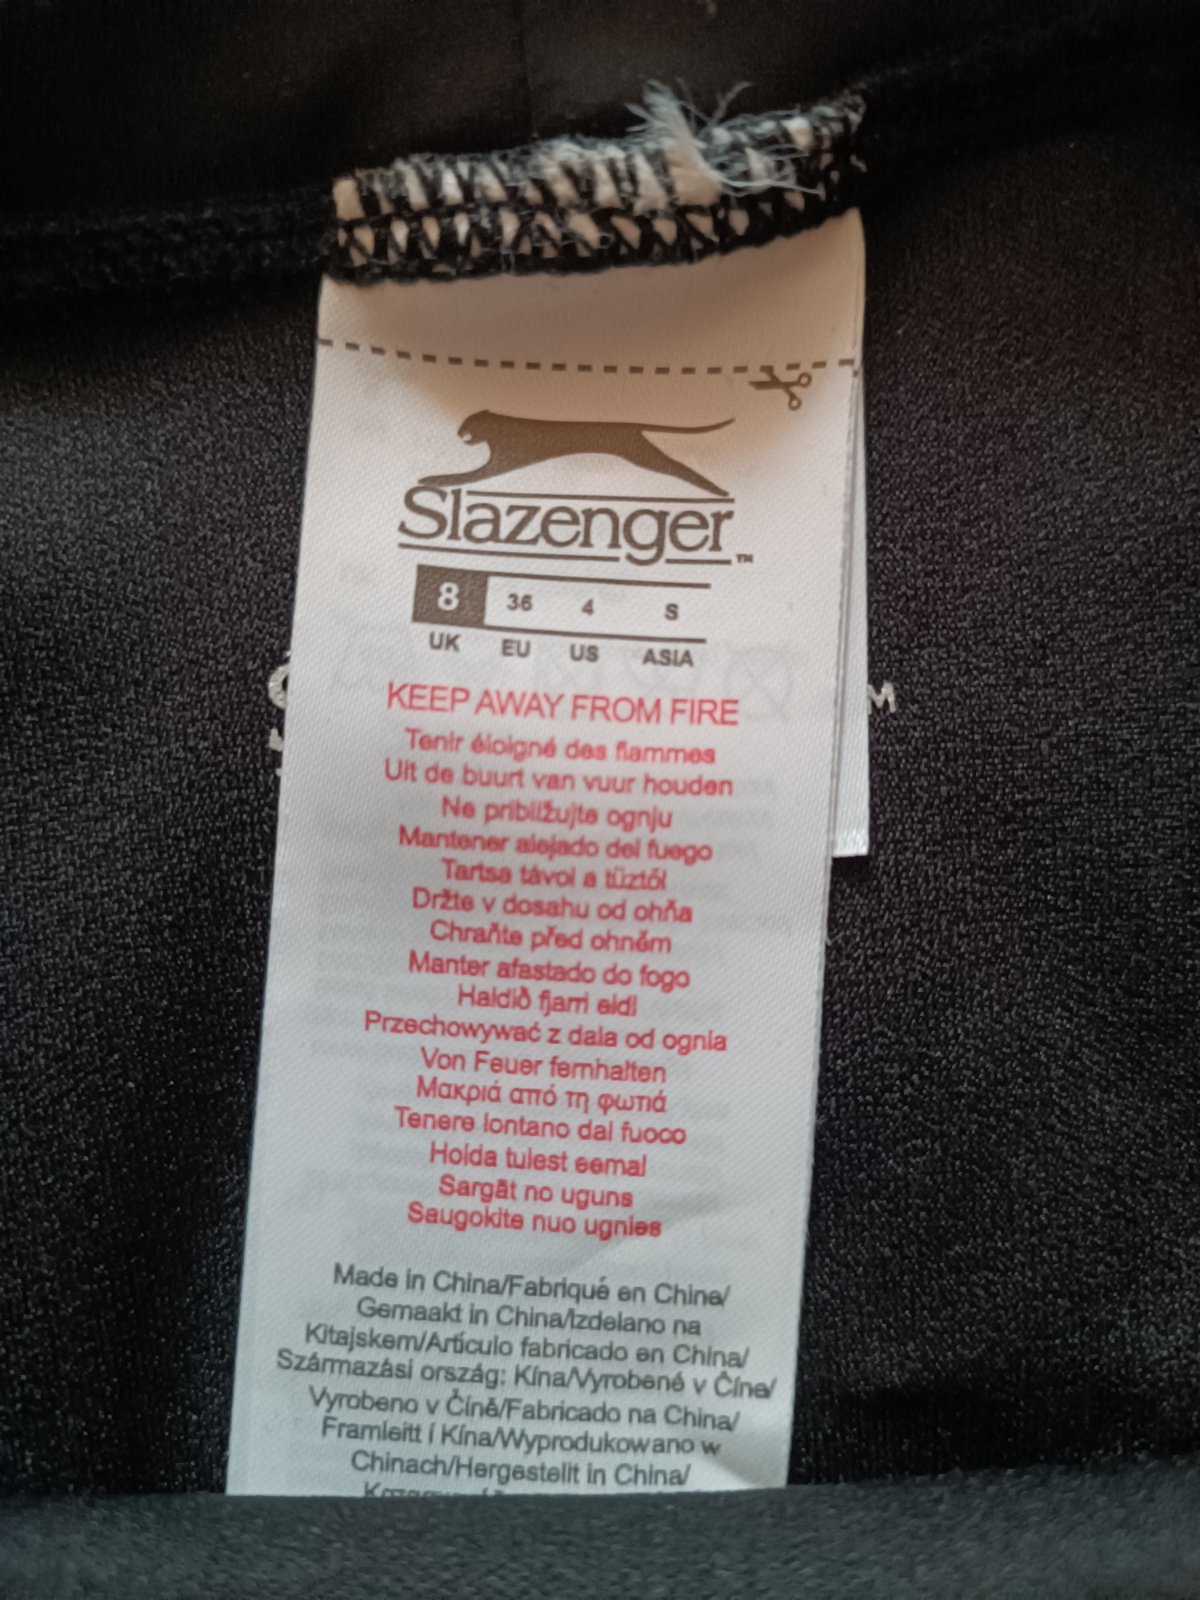 Slazenger™
8 36 4 S
UK EU US ASIA
KEEP AWAY FROM FIRE
Tenir éloigné des flammes
Uit de buurt van vuur houden
Ne približujte ognju
Mantener alejado del fuego
Tartsa távol a tűztől
Držte v dosahu od ohňa
Chraňte před ohněm
Manter afastado do fogo
Haldið fjarri eldi
Przechowywać z dala od ognia
Von Feuer fernhalten
Μακριά από τη φωτιά
Tenere lontano dal fuoco
Hoida tulest eemal
Sargāt no uguns
Saugokite nuo ugnies
Made in China/Fabriqué en China/
Gemaakt in China/Izdelano na
Kitajskem/Artículo fabricado en China/
Származási ország: Kína/Vyrobené v Číne/
Vyrobeno v Číně/Fabricado na China/
Framleitt í Kína/Wyprodukowano w
Chinach/Hergestellt in China/
M